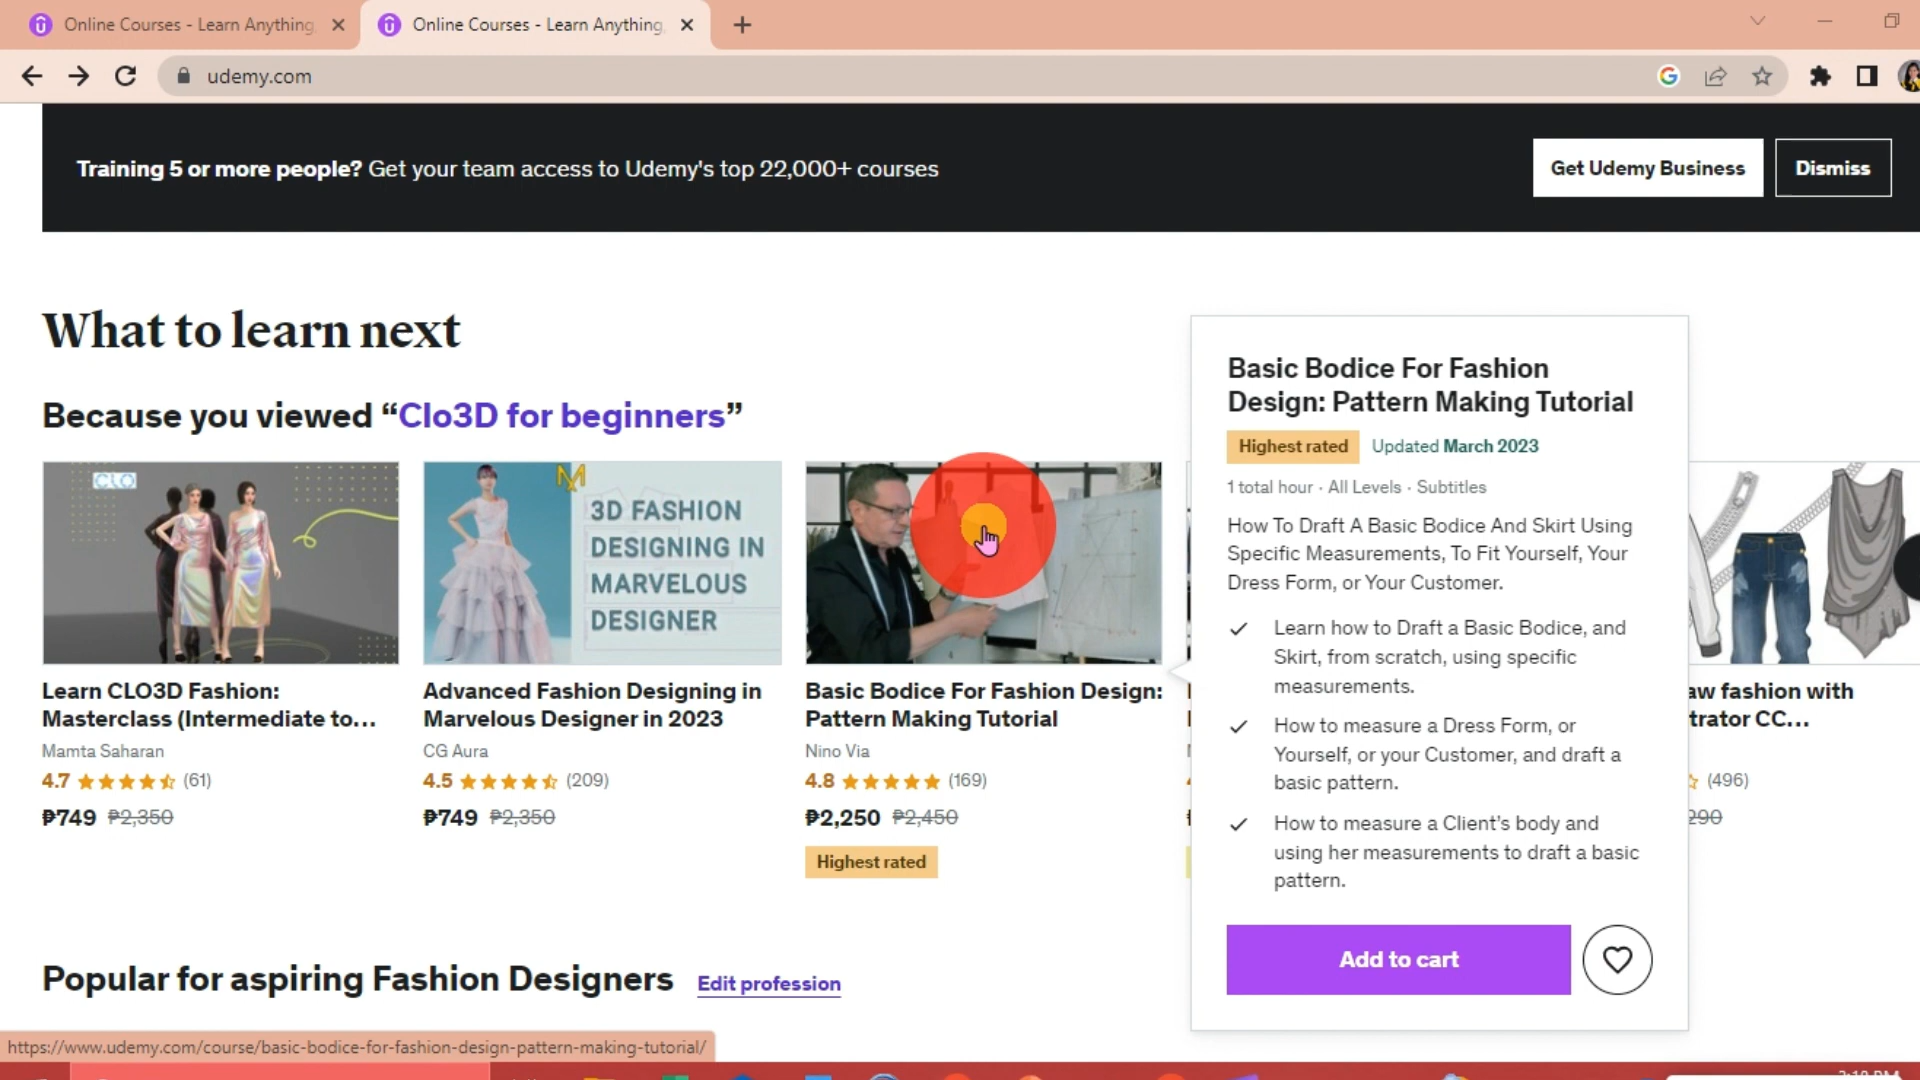 Online Courses - Learn Anything,
Online Courses - Learn Anything,
udemy.com
Training 5 or more people? Get your team access to Udemy's top 22,000+ courses
Get Udemy Business
Dismiss
What to learn next
Because you viewed “Clo3D for beginners”
CLO
3D FASHION
DESIGNING IN
MARVELOUS
DESIGNER
Learn CLO3D Fashion:
Masterclass (Intermediate to...
Mamta Saharan
4.7 (61)
₱749 ₱2,350
Advanced Fashion Designing in
Marvelous Designer in 2023
CG Aura
4.5 (209)
₱749 ₱2,350
Basic Bodice For Fashion Design:
Pattern Making Tutorial
Nino Via
4.8 (169)
₱2,250 ₱2,450
Highest rated
Basic Bodice For Fashion
Design: Pattern Making Tutorial
Highest rated Updated March 2023
1 total hour · All Levels · Subtitles
How To Draft A Basic Bodice And Skirt Using
Specific Measurements, To Fit Yourself, Your
Dress Form, or Your Customer.
Learn how to Draft a Basic Bodice, and
Skirt, from scratch, using specific
measurements.
How to measure a Dress Form, or
Yourself, or your Customer, and draft a
basic pattern.
How to measure a Client's body and
using her measurements to draft a basic
pattern.
Add to cart
aw fashion with
trator CC...
(496)
290
Popular for aspiring Fashion Designers Edit profession
https://www.udemy.com/course/basic-bodice-for-fashion-design-pattern-making-tutorial/